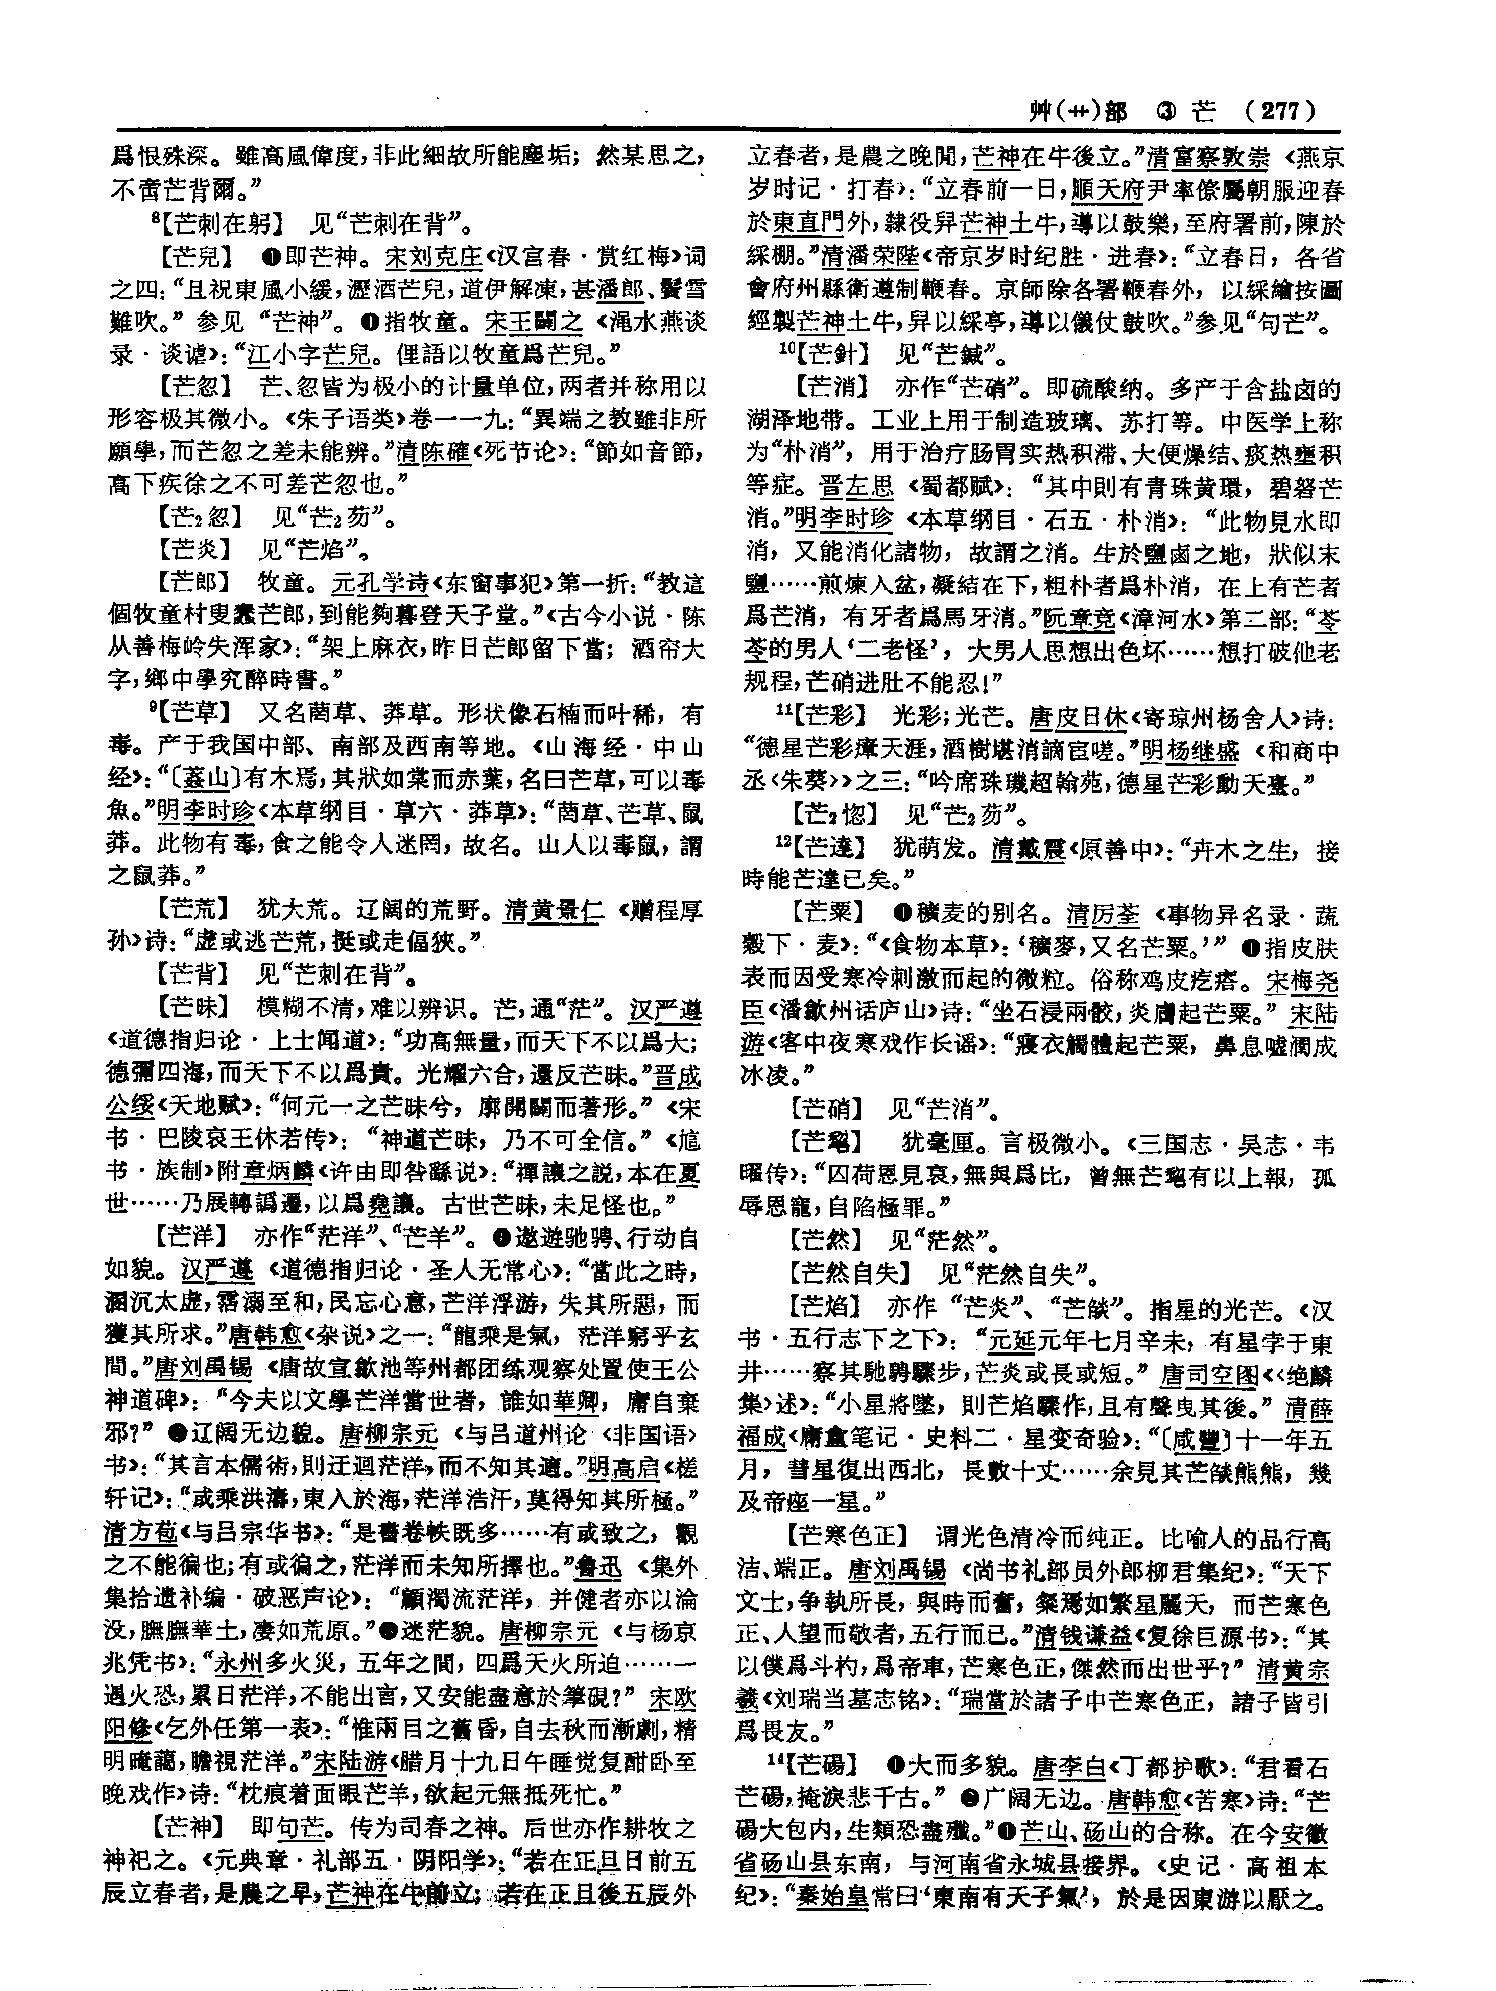 艸(艹)部 ③ 芒 (277)
爲恨殊深。雖高風偉度,非此細故所能塵垢；然某思之,
不啻芒背爾。”
⁸【芒刺在躬】 见“芒刺在背”。
【芒兒】 ❶即芒神。宋刘克庄《汉宫春·赏红梅》词
之四:“且祝東風小緩,瀝酒芒兒,道伊解凍,甚潘郎、鬢雪
難吹。”参见“芒神”。❷指牧童。宋王闢之《渑水燕谈
录·谈谑》:“江小字芒兒。俚語以牧童爲芒兒。”
【芒忽】 芒、忽皆为极小的计量单位,两者并称用以
形容极其微小。《朱子语类》卷一一九:“異端之教雖非所
願學,而芒忽之差未能辨。”清陈確《死节论》:“節如音節,
高下疾徐之不可差芒忽也。”
【芒₂忽】 见“芒₂芴”。
【芒炎】 见“芒焰”。
【芒郎】 牧童。元孔学诗《东窗事犯》第一折:“教這
個牧童村叟蠢芒郎,到能夠暮登天子堂。”《古今小说·陈
从善梅岭失浑家》:“架上麻衣,昨日芒郎留下當；酒帘大
字,鄉中學究醉時書。”
⁹【芒草】 又名莔草、莽草。形状像石楠而叶稀，有
毒。产于我国中部、南部及西南等地。《山海经·中山
经》:“〔葌山〕有木焉,其狀如棠而赤葉,名曰芒草,可以毒
魚。”明李时珍《本草纲目·草六·莽草》:“莔草、芒草、鼠
莽。此物有毒,食之能令人迷罔，故名。山人以毒鼠，謂
之鼠莽。”
【芒荒】 犹大荒。辽阔的荒野。清黄景仁《赠程厚
孙》诗:“虚或逃芒荒,挺或走偪狹。”
【芒背】 见“芒刺在背”。
【芒昧】 模糊不清,难以辨识。芒,通“茫”。汉严遵
《道德指归论·上士闻道》:“功高無量,而天下不以爲大；
德彌四海,而天下不以爲貴。光耀六合,還反芒昧。”晋成
公绥《天地赋》:“何元一之芒昧兮，廓開闢而著形。”《宋
书·巴陵哀王休若传》:“神道芒昧，乃不可全信。”《訄
书·族制》附章炳麟《许由即咎繇说》:“禪讓之説,本在夏
世……乃展轉譌遷,以爲堯讓。古世芒昧,未足怪也。”
【芒洋】 亦作“茫洋”、“芒羊”。❶遨遊驰骋、行动自
如貌。汉严遵《道德指归论·圣人无常心》:“當此之時,
溷沉太虚,霑溺至和,民忘心意,芒洋浮游，失其所惡，而
獲其所求。”唐韩愈《杂说》之一:“龍乘是氣，茫洋窮乎玄
間。”唐刘禹锡《唐故宣歙池等州都团练观察处置使王公
神道碑》:“今夫以文學芒洋當世者，誰如華卿，庸自棄
邪?”❷辽阔无边貌。唐柳宗元《与吕道州论〈非国语〉
书》:“其言本儒術,則迂迴茫洋,而不知其適。”明高启《槎
轩记》:“或乘洪濤,東入於海,茫洋浩汗,莫得知其所極。”
清方苞《与吕宗华书》:“是書卷帙既多……有或致之，觀
之不能徧也;有或徧之,茫洋而未知所擇也。”鲁迅《集外
集拾遗补编·破恶声论》:“顧濁流茫洋，并健者亦以淪
没,膴膴華土,凄如荒原。”❸迷茫貌。唐柳宗元《与杨京
兆凭书》:“永州多火災，五年之間，四爲天火所迫……一
遇火恐,累日茫洋,不能出言,又安能盡意於筆硯?”宋欧
阳修《乞外任第一表》:“惟兩目之舊昏,自去秋而漸劇,精
明晻藹,瞻視茫洋。”宋陆游《腊月十九日午睡觉复酣卧至
晚戏作》诗:“枕痕着面眼芒羊,欲起元無抵死忙。”
【芒神】 即句芒。传为司春之神。后世亦作耕牧之
神祀之。《元典章·礼部五·阴阳学》:“若在正旦日前五
辰立春者,是農之早,芒神在牛前立；若在正旦後五辰外
立春者,是農之晚閒,芒神在牛後立。”清富察敦崇《燕京
岁时记·打春》:“立春前一日,順天府尹率僚屬朝服迎春
於東直門外,隸役舁芒神土牛,導以鼓樂,至府署前,陳於
綵棚。”清潘荣陛《帝京岁时纪胜·进春》:“立春日，各省
會府州縣衛遵制鞭春。京師除各署鞭春外，以綵繪按圖
經製芒神土牛,舁以綵亭,導以儀仗鼓吹。”参见“句芒”。
¹⁰【芒針】 见“芒鍼”。
【芒消】 亦作“芒硝”。即硫酸纳。多产于含盐卤的
湖泽地带。工业上用于制造玻璃、苏打等。中医学上称
为“朴消”，用于治疗肠胃实热积滞、大便燥结、痰热壅积
等症。晋左思《蜀都赋》:“其中則有青珠黄環，碧砮芒
消。”明李时珍《本草纲目·石五·朴消》:“此物見水即
消，又能消化諸物，故謂之消。生於鹽鹵之地，狀似末
鹽……煎煉入盆,凝結在下,粗朴者爲朴消，在上有芒者
爲芒消，有牙者爲馬牙消。”阮章竞《漳河水》第二部:“苓
苓的男人‘二老怪’，大男人思想出色坏……想打破他老
规程,芒硝进肚不能忍!”
¹¹【芒彩】 光彩;光芒。唐皮日休《寄琼州杨舍人》诗:
“德星芒彩瘴天涯,酒樹堪消謫宦嗟。”明杨继盛《和商中
丞〈朱葵〉》之三:“吟席珠璣超翰苑,德星芒彩動天臺。”
【芒₂惚】 见“芒₂芴”。
¹²【芒達】 犹萌发。清戴震《原善中》:“卉木之生，接
時能芒達已矣。”
【芒粟】 ❶穬麦的别名。清厉荃《事物异名录·蔬
穀下·麦》:“《食物本草》:‘穬麥,又名芒粟。’”❷指皮肤
表而因受寒冷刺激而起的微粒。俗称鸡皮疙瘩。宋梅尧
臣《潘歙州话庐山》诗:“坐石浸兩骹,炎膚起芒粟。”宋陆
游《客中夜寒戏作长谣》:“寢衣觸體起芒粟，鼻息嘘潤成
冰凌。”
【芒硝】 见“芒消”。
【芒氂】 犹毫厘。言极微小。《三国志·吴志·韦
曜传》:“囚荷恩見哀,無與爲比，曾無芒氂有以上報，孤
辱恩寵,自陷極罪。”
【芒然】 见“茫然”。
【芒然自失】 见“茫然自失”。
【芒焰】 亦作“芒炎”、“芒燄”。指星的光芒。《汉
书·五行志下之下》:“元延元年七月辛未，有星孛于東
井……察其馳騁驟步,芒炎或長或短。”唐司空图《〈绝麟
集〉述》:“小星將墜，則芒焰驟作,且有聲曳其後。”清薛
福成《庸盦笔记·史料二·星变奇验》:“〔咸豐〕十一年五
月，彗星復出西北，長數十丈……余見其芒燄熊熊，幾
及帝座一星。”
【芒寒色正】 谓光色清冷而纯正。比喻人的品行高
洁、端正。唐刘禹锡《尚书礼部员外郎柳君集纪》:“天下
文士,争執所長，與時而奮，粲焉如繁星麗天，而芒寒色
正、人望而敬者,五行而已。”清钱谦益《复徐巨源书》:“其
以僕爲斗杓,爲帝車,芒寒色正,傑然而出世乎?”清黄宗
羲《刘瑞当墓志铭》:“瑞當於諸子中芒寒色正，諸子皆引
爲畏友。”
¹⁴【芒碭】 ❶大而多貌。唐李白《丁都护歌》:“君看石
芒碭,掩淚悲千古。”❷广阔无边。唐韩愈《苦寒》诗:“芒
碭大包内,生類恐盡殲。”❸芒山、砀山的合称。在今安徽
省砀山县东南，与河南省永城县接界。《史记·高祖本
纪》:“秦始皇常曰‘東南有天子氣’，於是因東游以厭之。